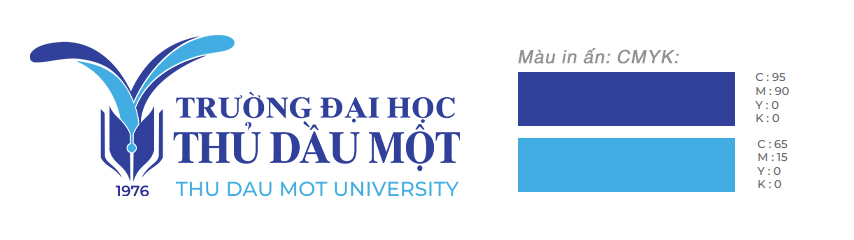 TRƯỜNG ĐẠI HỌC
THỦ DẦU MỘT
1976
THU DAU MOT UNIVERSITY
Màu in ấn: CMYK:
C : 95
M : 90
Y : 0
K : 0
C : 65
M : 15
Y : 0
K : 0